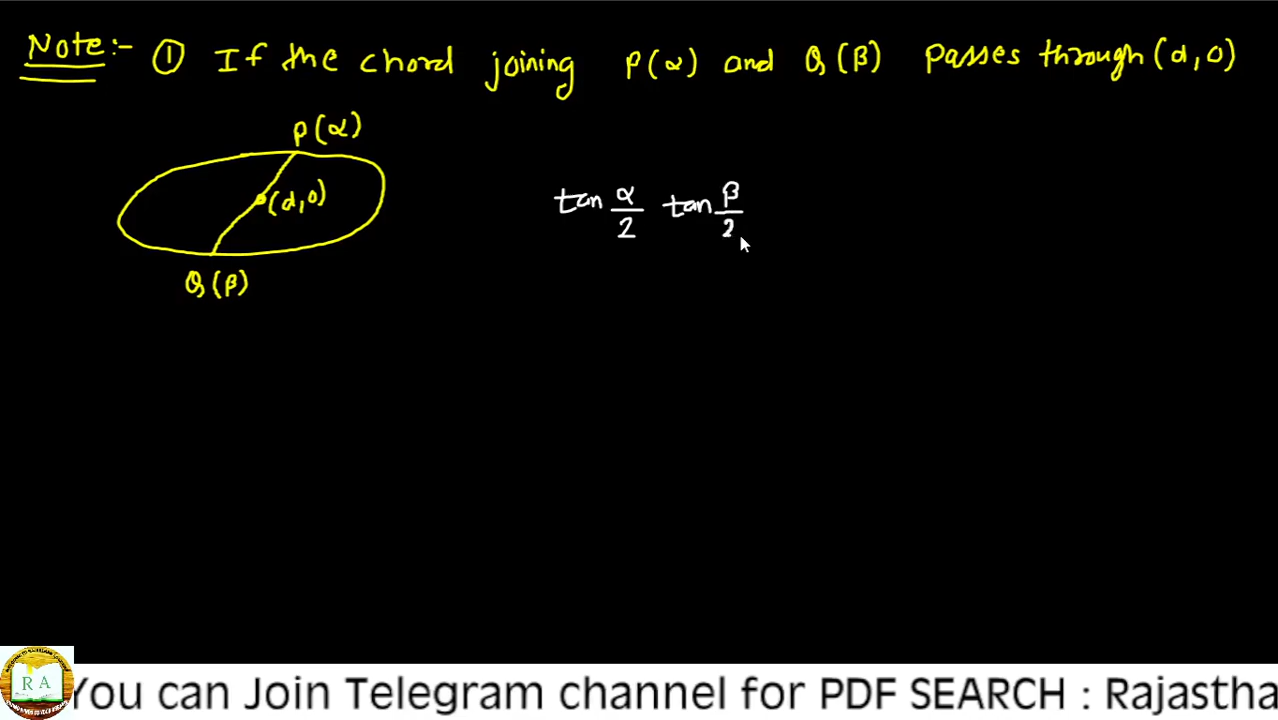 Note:- ① If the chord joining P(α) and Q(β) passes through (d,0)
P(α)
(d,0)
Q(β)
tan α/2 tan β/2
R A
You can Join Telegram channel for PDF SEARCH : Rajastha